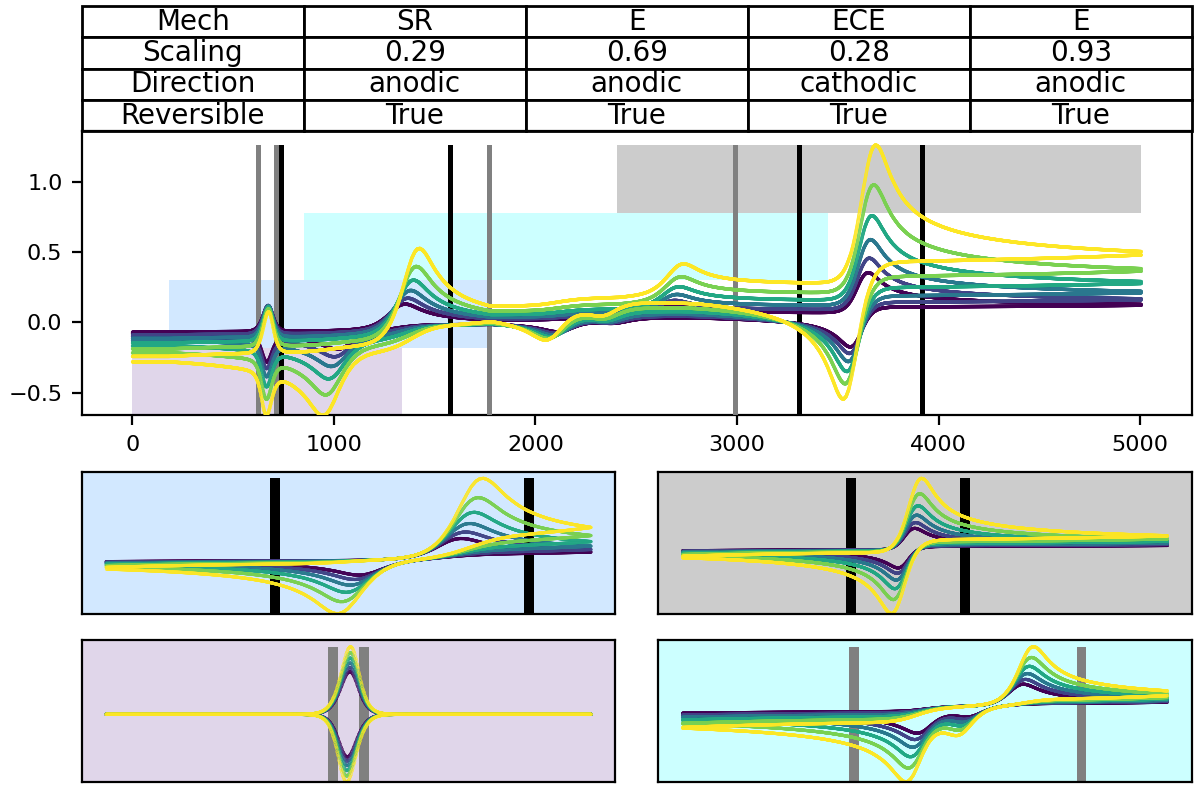 Mech SR E ECE E
Scaling 0.29 0.69 0.28 0.93
Direction anodic anodic cathodic anodic
Reversible True True True True
1.0
0.5
0.0
−0.5
0 1000 2000 3000 4000 5000